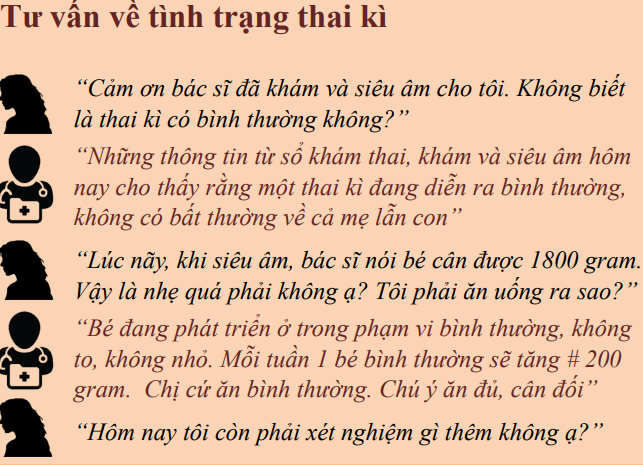 Tư vấn về tình trạng thai kì
“Cảm ơn bác sĩ đã khám và siêu âm cho tôi. Không biết
là thai kì có bình thường không?”
“Những thông tin từ sổ khám thai, khám và siêu âm hôm
nay cho thấy rằng một thai kì đang diễn ra bình thường,
không có bất thường về cả mẹ lẫn con”
“Lúc nãy, khi siêu âm, bác sĩ nói bé cân được 1800 gram.
Vậy là nhẹ quá phải không ạ? Tôi phải ăn uống ra sao?”
“Bé đang phát triển ở trong phạm vi bình thường, không
to, không nhỏ. Mỗi tuần 1 bé bình thường sẽ tăng # 200
gram. Chị cứ ăn bình thường. Chú ý ăn đủ, cân đối”
“Hôm nay tôi còn phải xét nghiệm gì thêm không ạ?”